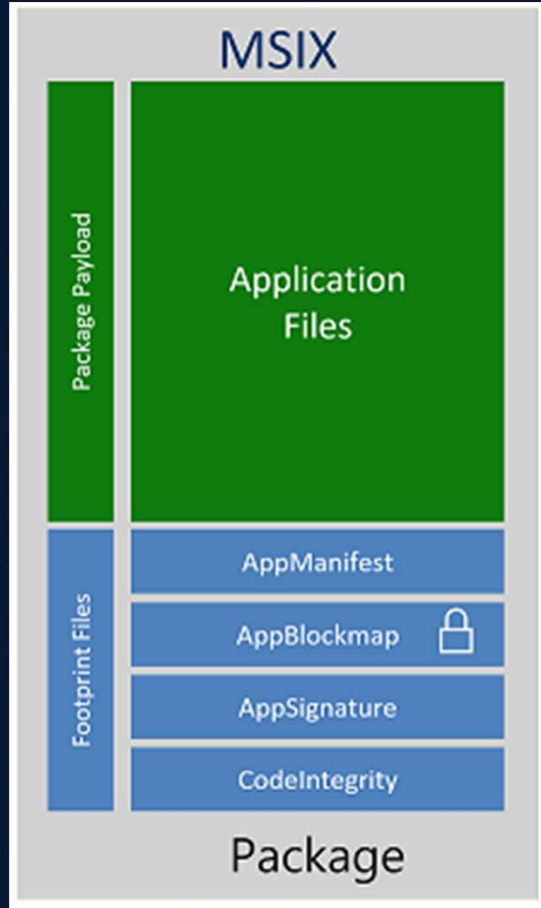 MSIX
Package Payload
Application
Files
Footprint Files
AppManifest
AppBlockmap
AppSignature
CodeIntegrity
Package